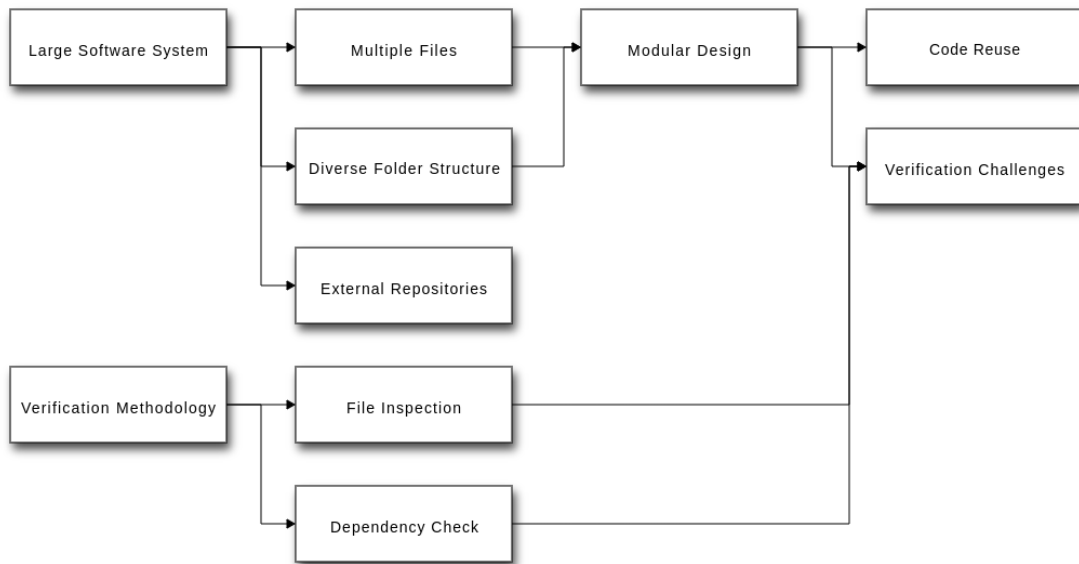 Large Software System
Multiple Files
Modular Design
Code Reuse
Diverse Folder Structure
Verification Challenges
External Repositories
Verification Methodology
File Inspection
Dependency Check